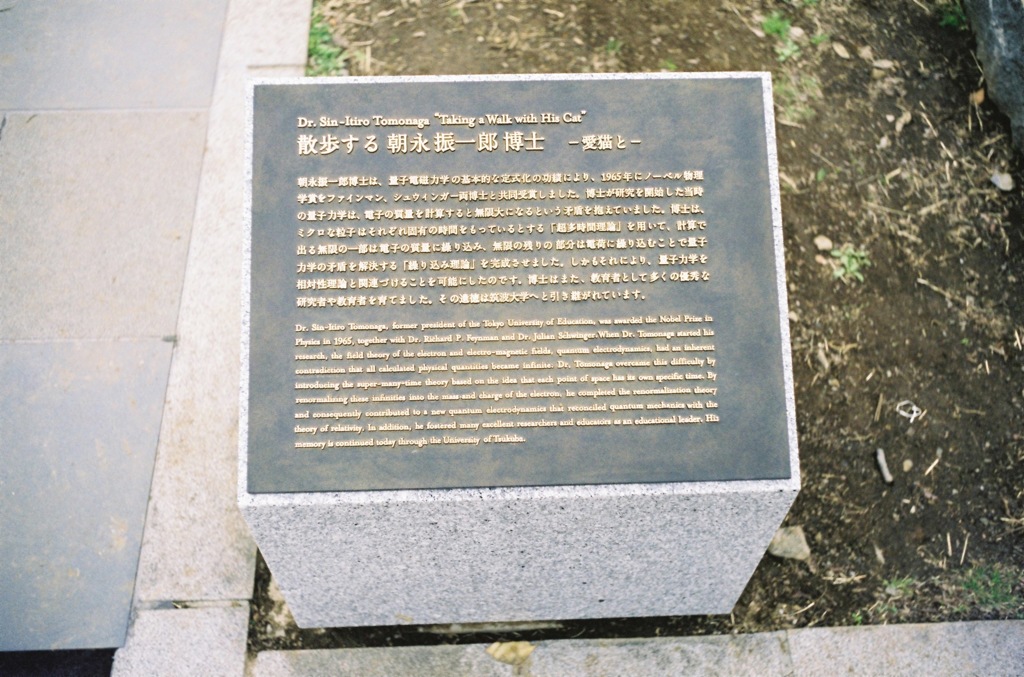 Dr. Sin-Itiro Tomonaga “Taking a Walk with His Cat”
散歩する 朝永振一郎博士 －愛猫と－
朝永振一郎博士は、量子電磁力学の基本的な定式化の功績により、1965年にノーベル物理
学賞をファインマン、シュウィンガー両博士と共同受賞しました。博士が研究を開始した当時
の量子力学は、電子の質量を計算すると無限大になるという矛盾を抱えていました。博士は、
ミクロな粒子はそれぞれ固有の時間をもっているとする「超多時間理論」を用いて、計算で
出る無限の一部は電子の質量に繰り込み、無限の残りの部分は電荷に繰り込むことで量子
力学の矛盾を解決する「繰り込み理論」を完成させました。しかもそれにより、量子力学を
相対性理論と関連づけることを可能にしたのです。博士はまた、教育者として多くの優秀な
研究者や教育者を育てました。その遺徳は筑波大学へと引き継がれています。
Dr. Sin-Itiro Tomonaga, former president of the Tokyo University of Education, was awarded the Nobel Prize in
Physics in 1965, together with Dr. Richard P. Feynman and Dr. Julian Schwinger.When Dr. Tomonaga started his
research, the field theory of the electron and electro-magnetic fields, quantum electrodynamics, had an inherent
contradiction that all calculated physical quantities became infinite. Dr. Tomonaga overcame this difficulty by
introducing the super-many-time theory based on the idea that each point of space has its own specific time. By
renormalizing these infinities into the mass and charge of the electron, he completed the renormalization theory
and consequently contributed to a new quantum electrodynamics that reconciled quantum mechanics with the
theory of relativity. In addition, he fostered many excellent researchers and educators as an educational leader. His
memory is continued today through the University of Tsukuba.